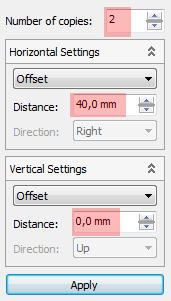 Number of copies: 2
Horizontal Settings
Offset
Distance: 40,0 mm
Direction: Right
Vertical Settings
Offset
Distance: 0,0 mm
Direction: Up
Apply